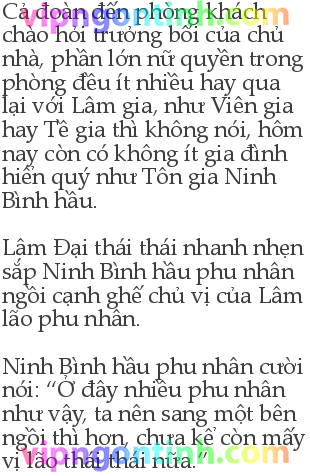 Cả đoàn đến phòng khách
vipngontinh.com
chào hỏi trưởng bối của chủ
nhà, phần lớn nữ quyền trong
phòng đều ít nhiều hay qua
lại với Lâm gia, như Viên gia
hay Tề gia thì không nói, hôm
nay còn có không ít gia đình
hiển quý như Tôn gia Ninh
Bình hầu.
vipngontinh.com
Lâm Đại thái thái nhanh nhẹn
sắp Ninh Bình hầu phu nhân
ngồi cạnh ghế chủ vị của Lâm
lão phu nhân.
Ninh Bình hầu phu nhân cười
nói: “Ở đây nhiều phu nhân
như vậy, ta nên sang một bên
ngồi thì hơn, chưa kể còn mấy
vị lão thái thái nữa.”
vipngontinh.com